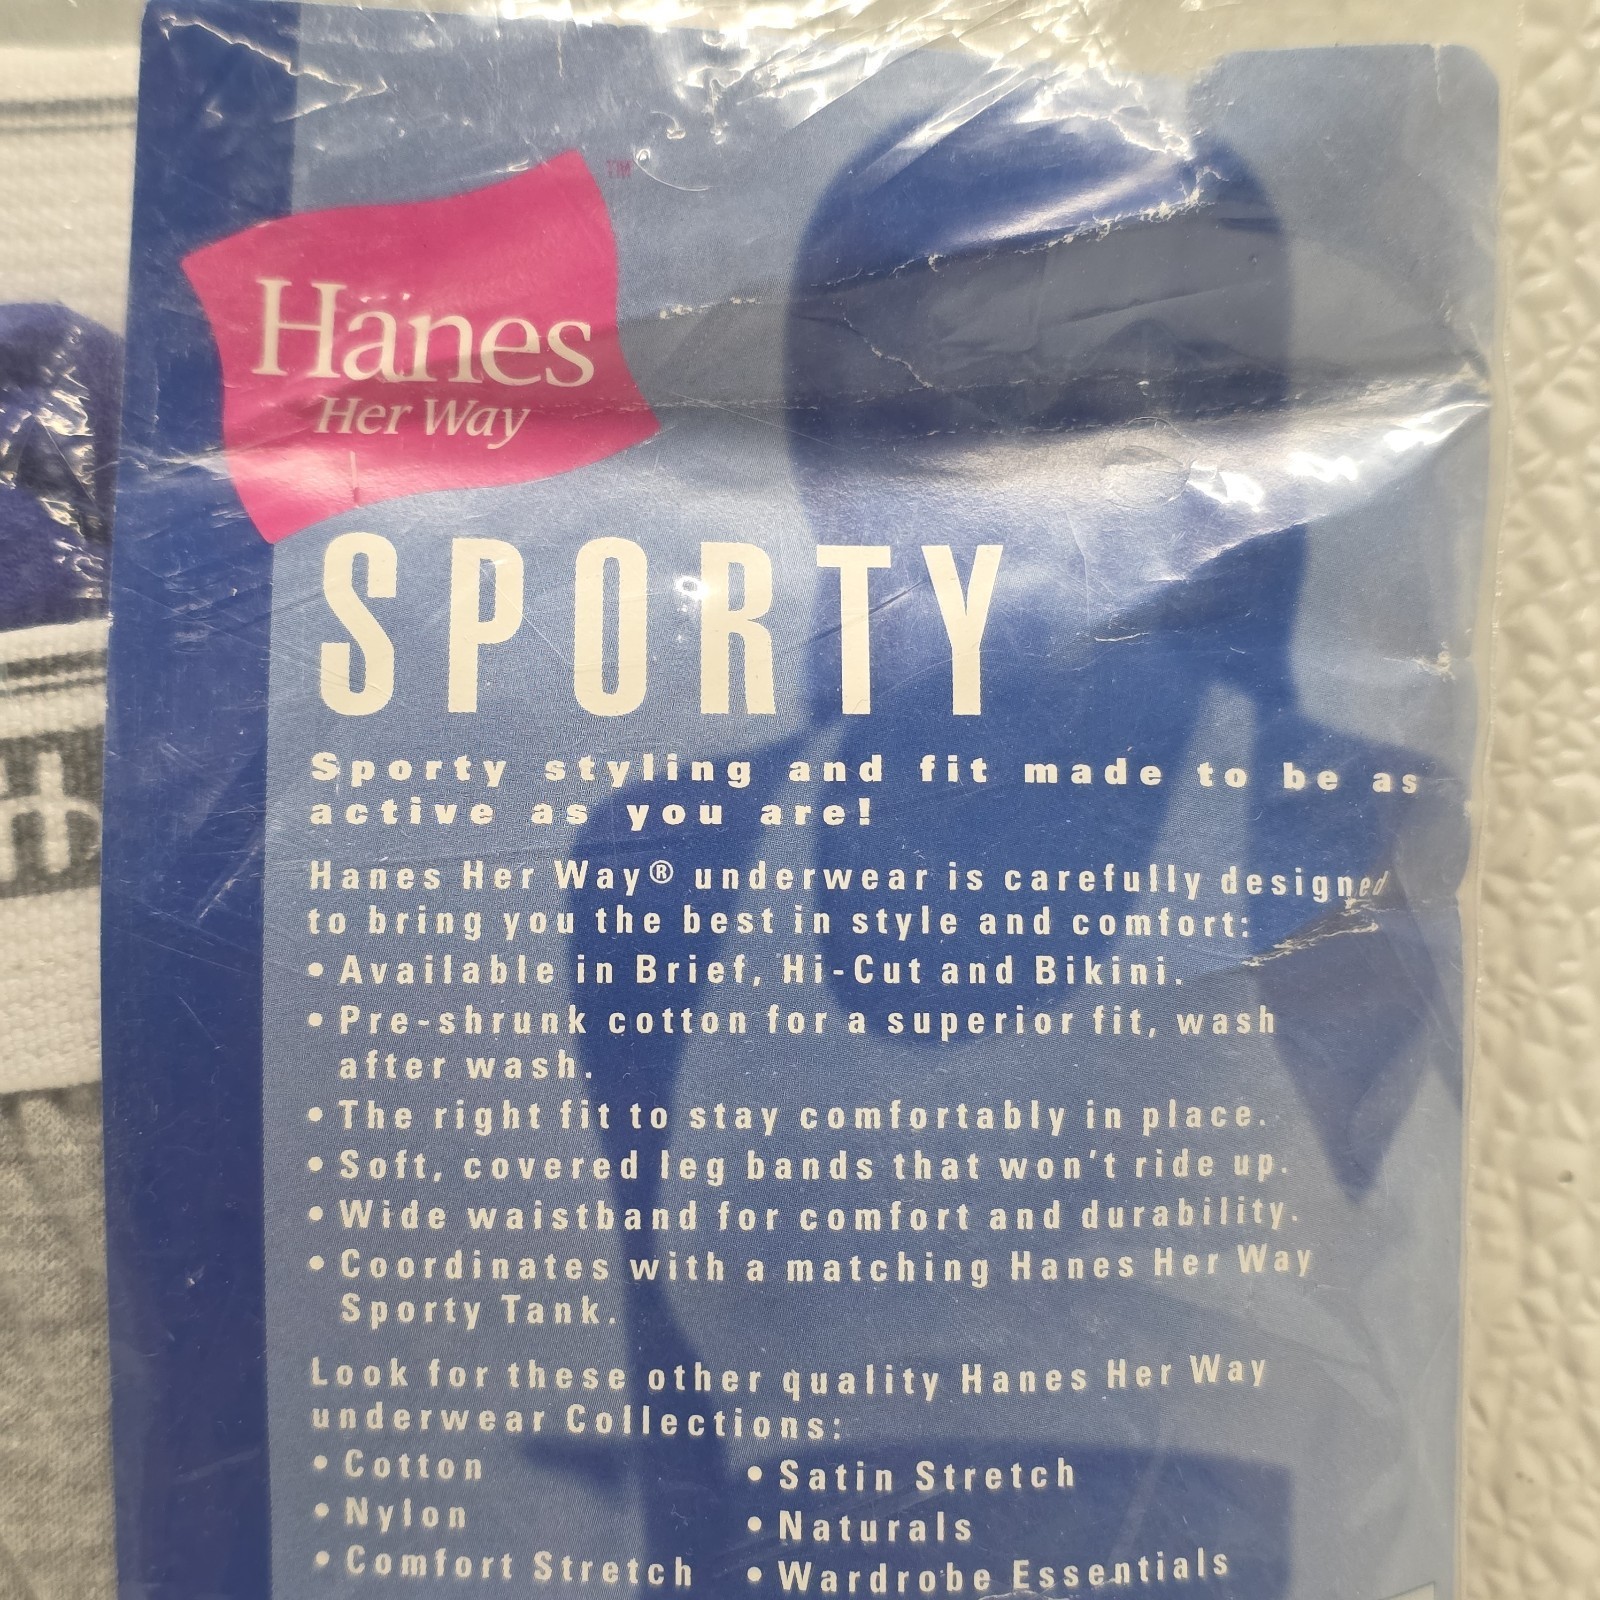 Hanes
Her Way
SPORTY
Sporty styling and fit made to be as
active as you are!
Hanes Her Way® underwear is carefully designed
to bring you the best in style and comfort:
• Available in Brief, Hi-Cut and Bikini.
• Pre-shrunk cotton for a superior fit, wash
after wash.
• The right fit to stay comfortably in place.
• Soft, covered leg bands that won't ride up.
• Wide waistband for comfort and durability.
• Coordinates with a matching Hanes Her Way
Sporty Tank.
Look for these other quality Hanes Her Way
underwear Collections:
• Cotton
• Nylon
• Comfort Stretch
• Satin Stretch
• Naturals
• Wardrobe Essentials